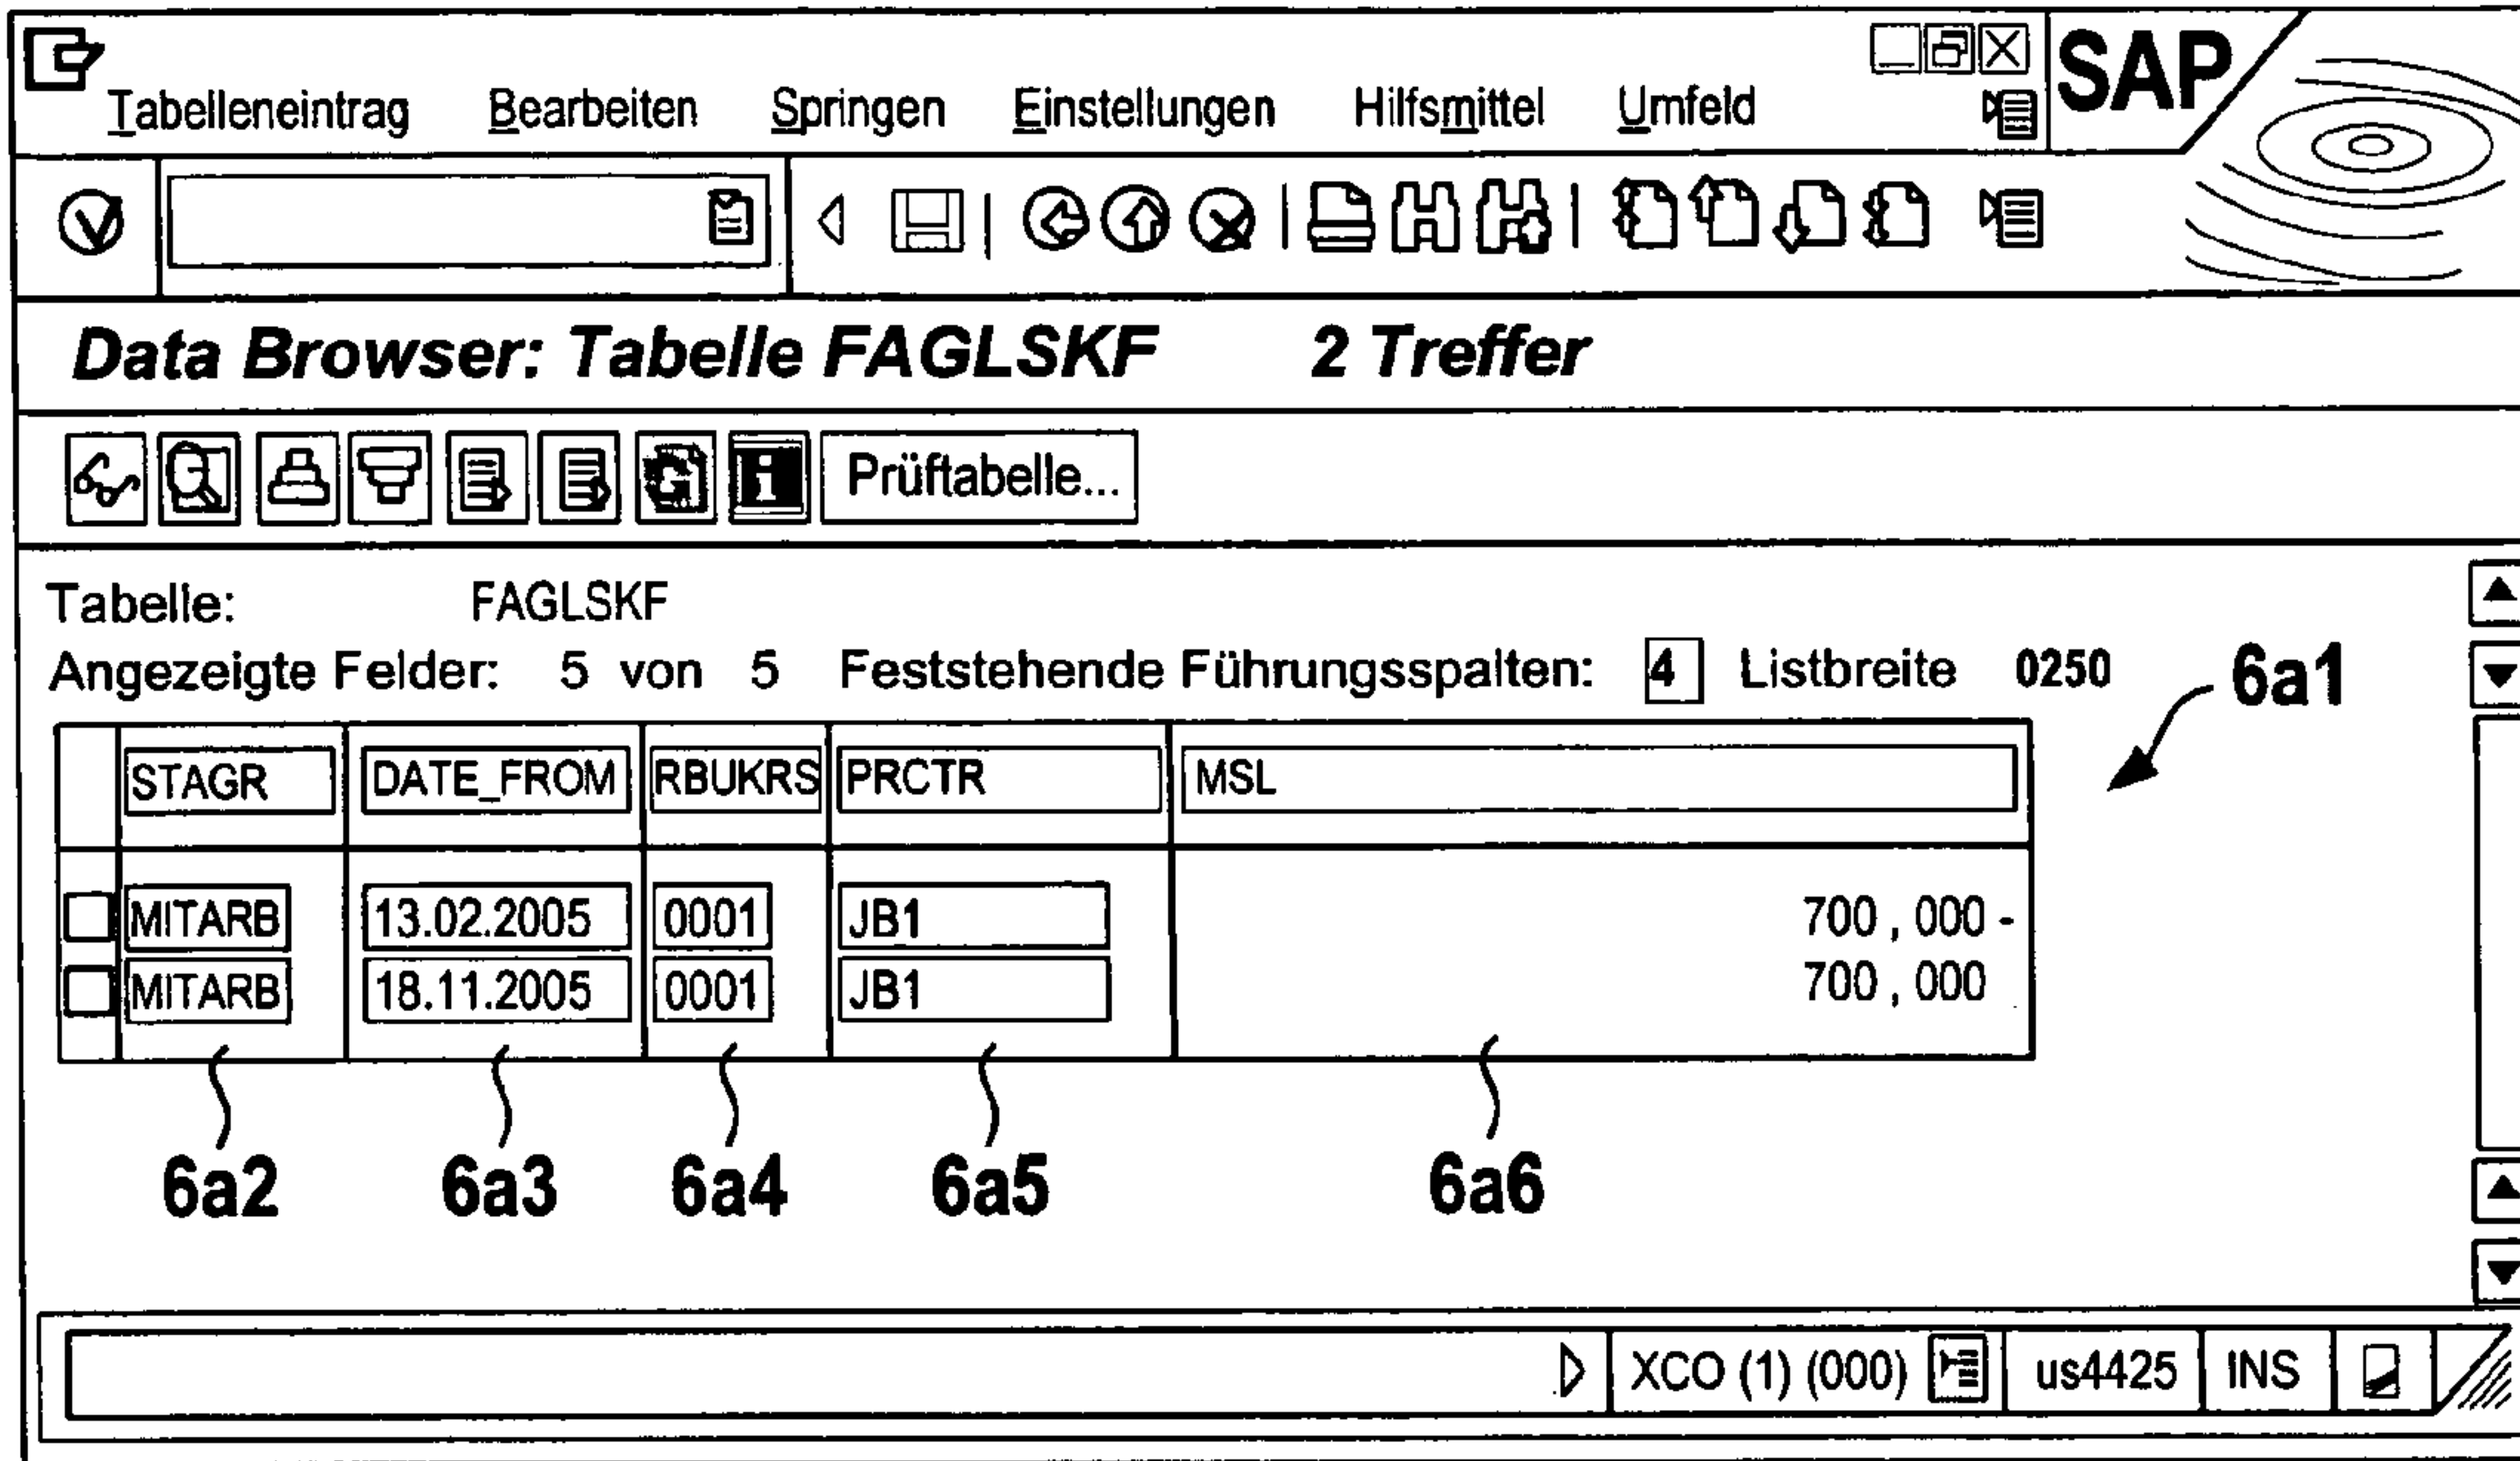 SAP
Tabelleneintrag Bearbeiten Springen Einstellungen Hilfsmittel Umfeld
Data Browser: Tabelle FAGLSKF 2 Treffer
Prüftabelle...
Tabelle: FAGLSKF
Angezeigte Felder: 5 von 5 Feststehende Führungsspalten: 4 Listbreite 0250 6a1
STAGR DATE_FROM RBUKRS PRCTR MSL
MITARB 13.02.2005 0001 JB1 700 , 000 -
MITARB 18.11.2005 0001 JB1 700 , 000
6a2 6a3 6a4 6a5 6a6
XCO (1) (000) us4425 INS